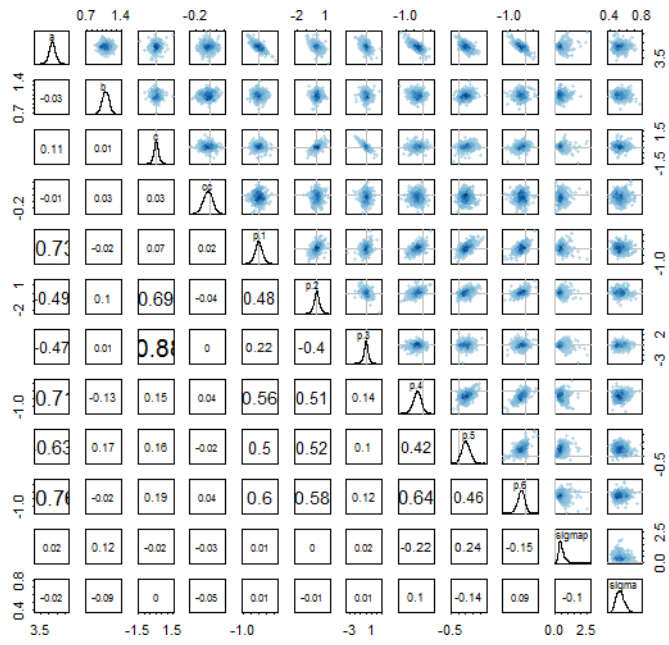 0.7 1.4 -0.2 -2 1 -1.0 -1.0 0.4 0.8
a 3.5
1.4 0.7 -0.03 b
0.11 0.01 c -1.5 1.5
-0.2 -0.01 0.03 0.03
-0.02 0.07 0.02 p.1 -1.0
-2 1 -0.49 0.1 0.69 -0.04 0.48 p.2
-0.47 0.01 0 0.22 -0.4 p.3 -3 2
-1.0 -0.13 0.15 0.04 0.56 0.51 0.14 p.4
0.17 0.16 -0.02 0.5 0.52 0.1 0.42 p.5 -0.5
-1.0 -0.02 0.19 0.04 0.6 0.58 0.12 0.64 0.46 p.6
0.02 0.12 -0.02 -0.03 0.01 0 0.02 -0.22 0.24 -0.15 sigmap 0.0 2.5
0.4 0.8 -0.02 -0.09 0 -0.05 0.01 -0.01 0.01 0.1 -0.14 0.09 -0.1 sigma
3.5 -1.5 1.5 -1.0 -3 1 -0.5 0.0 2.5